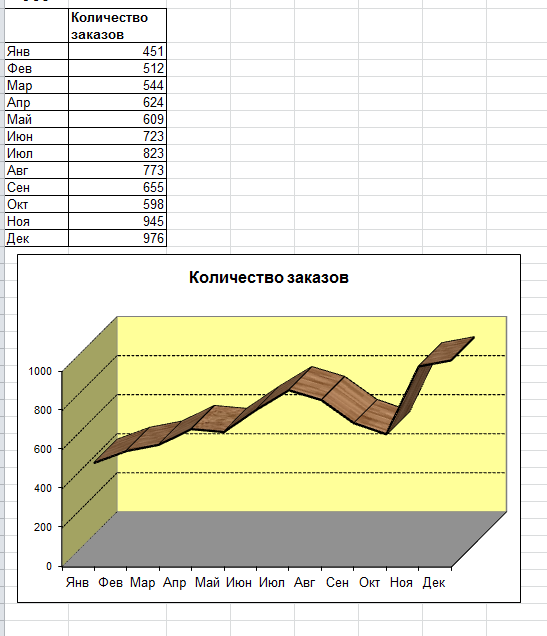 Количество
заказов
Янв 451
Фев 512
Мар 544
Апр 624
Май 609
Июн 723
Июл 823
Авг 773
Сен 655
Окт 598
Ноя 945
Дек 976
Количество заказов
1000
800
600
400
200
0
Янв Фев Мар Апр Май Июн Июл Авг Сен Окт Ноя Дек